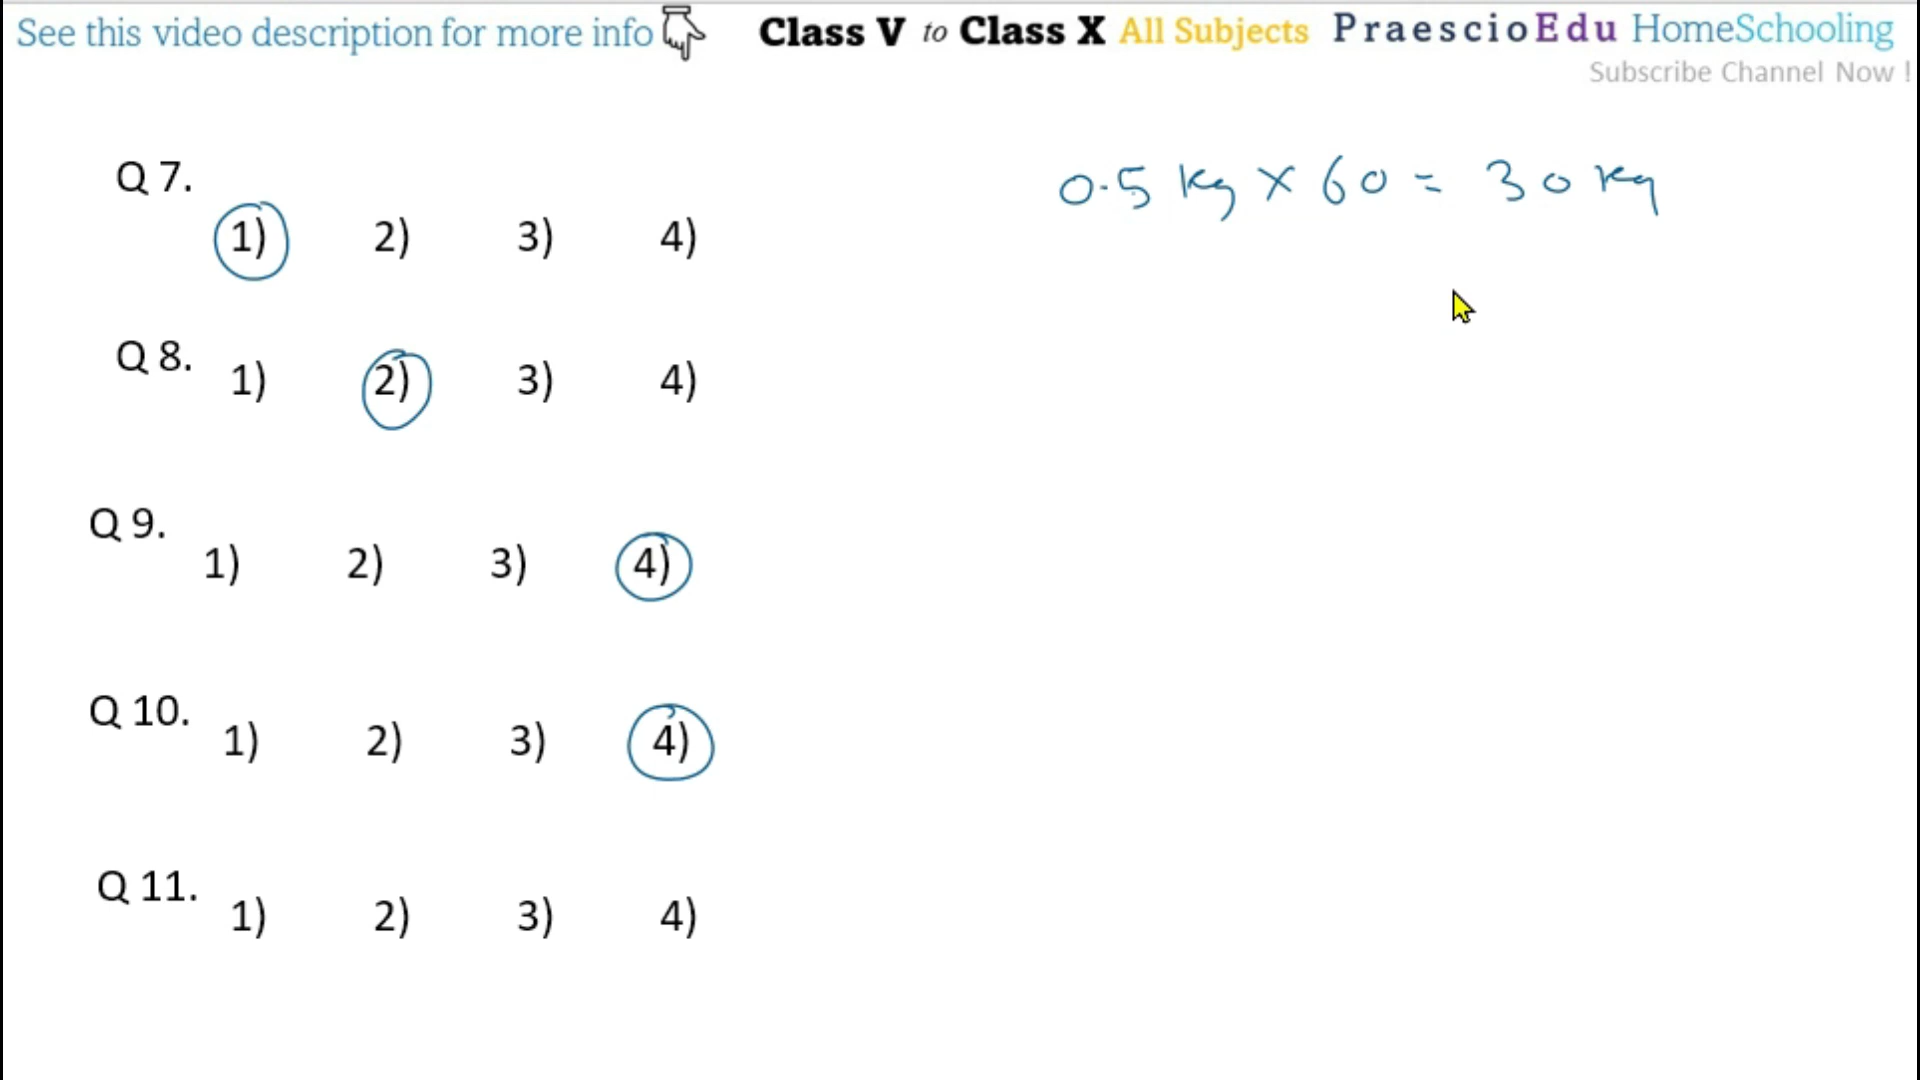 See this video description for more info Class V to Class X All Subjects PraescioEdu HomeSchooling
Subscribe Channel Now !
Q 7.
0.5 kg × 60 = 30 kg
1) 2) 3) 4)
Q 8.
1) 2) 3) 4)
Q 9.
1) 2) 3) 4)
Q 10.
1) 2) 3) 4)
Q 11.
1) 2) 3) 4)